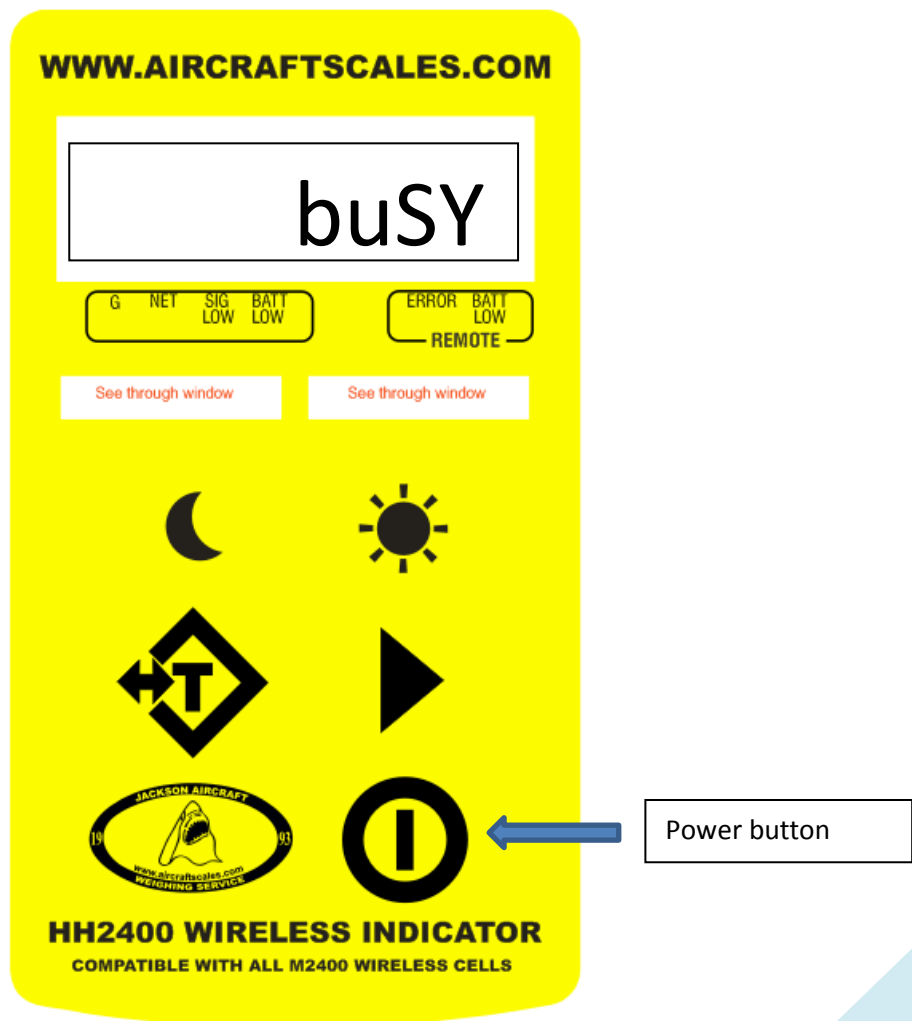 WWW.AIRCRAFTSCALES.COM
buSY
G NET SIG LOW BATT LOW
ERROR BATT LOW
REMOTE
See through window
See through window
T
JACKSON AIRCRAFT
19 93
www.aircraftscales.com
WEIGHING SERVICE
Power button
HH2400 WIRELESS INDICATOR
COMPATIBLE WITH ALL M2400 WIRELESS CELLS